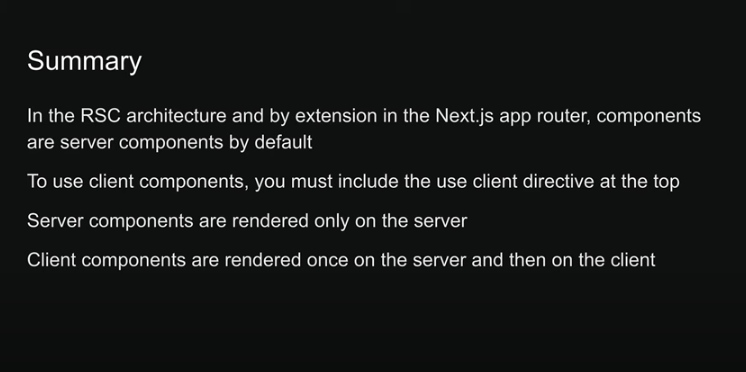 Summary
In the RSC architecture and by extension in the Next.js app router, components
are server components by default
To use client components, you must include the use client directive at the top
Server components are rendered only on the server
Client components are rendered once on the server and then on the client